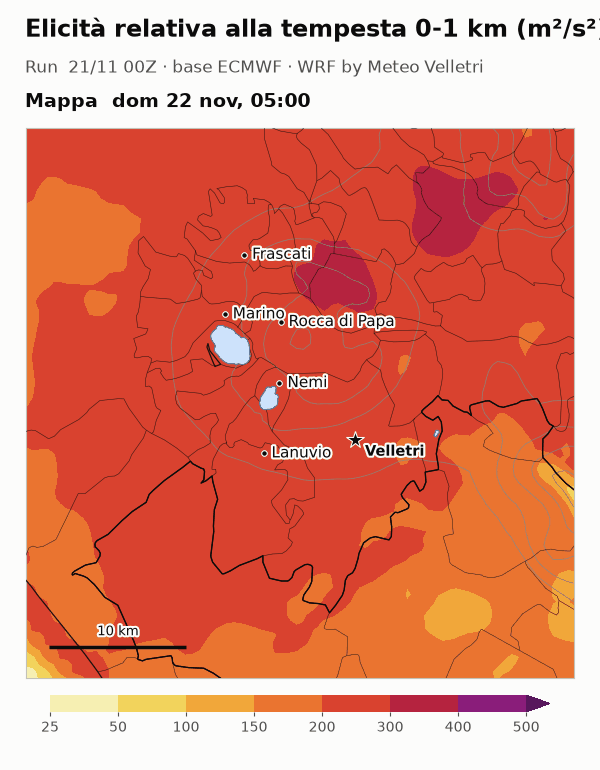 Elicità relativa alla tempesta 0-1 km (m²/s²)
Run 21/11 00Z · base ECMWF · WRF by Meteo Velletri
Mappa dom 22 nov, 05:00
Frascati
Marino
Rocca di Papa
Nemi
Velletri
Lanuvio
10 km
25 50 100 150 200 300 400 500